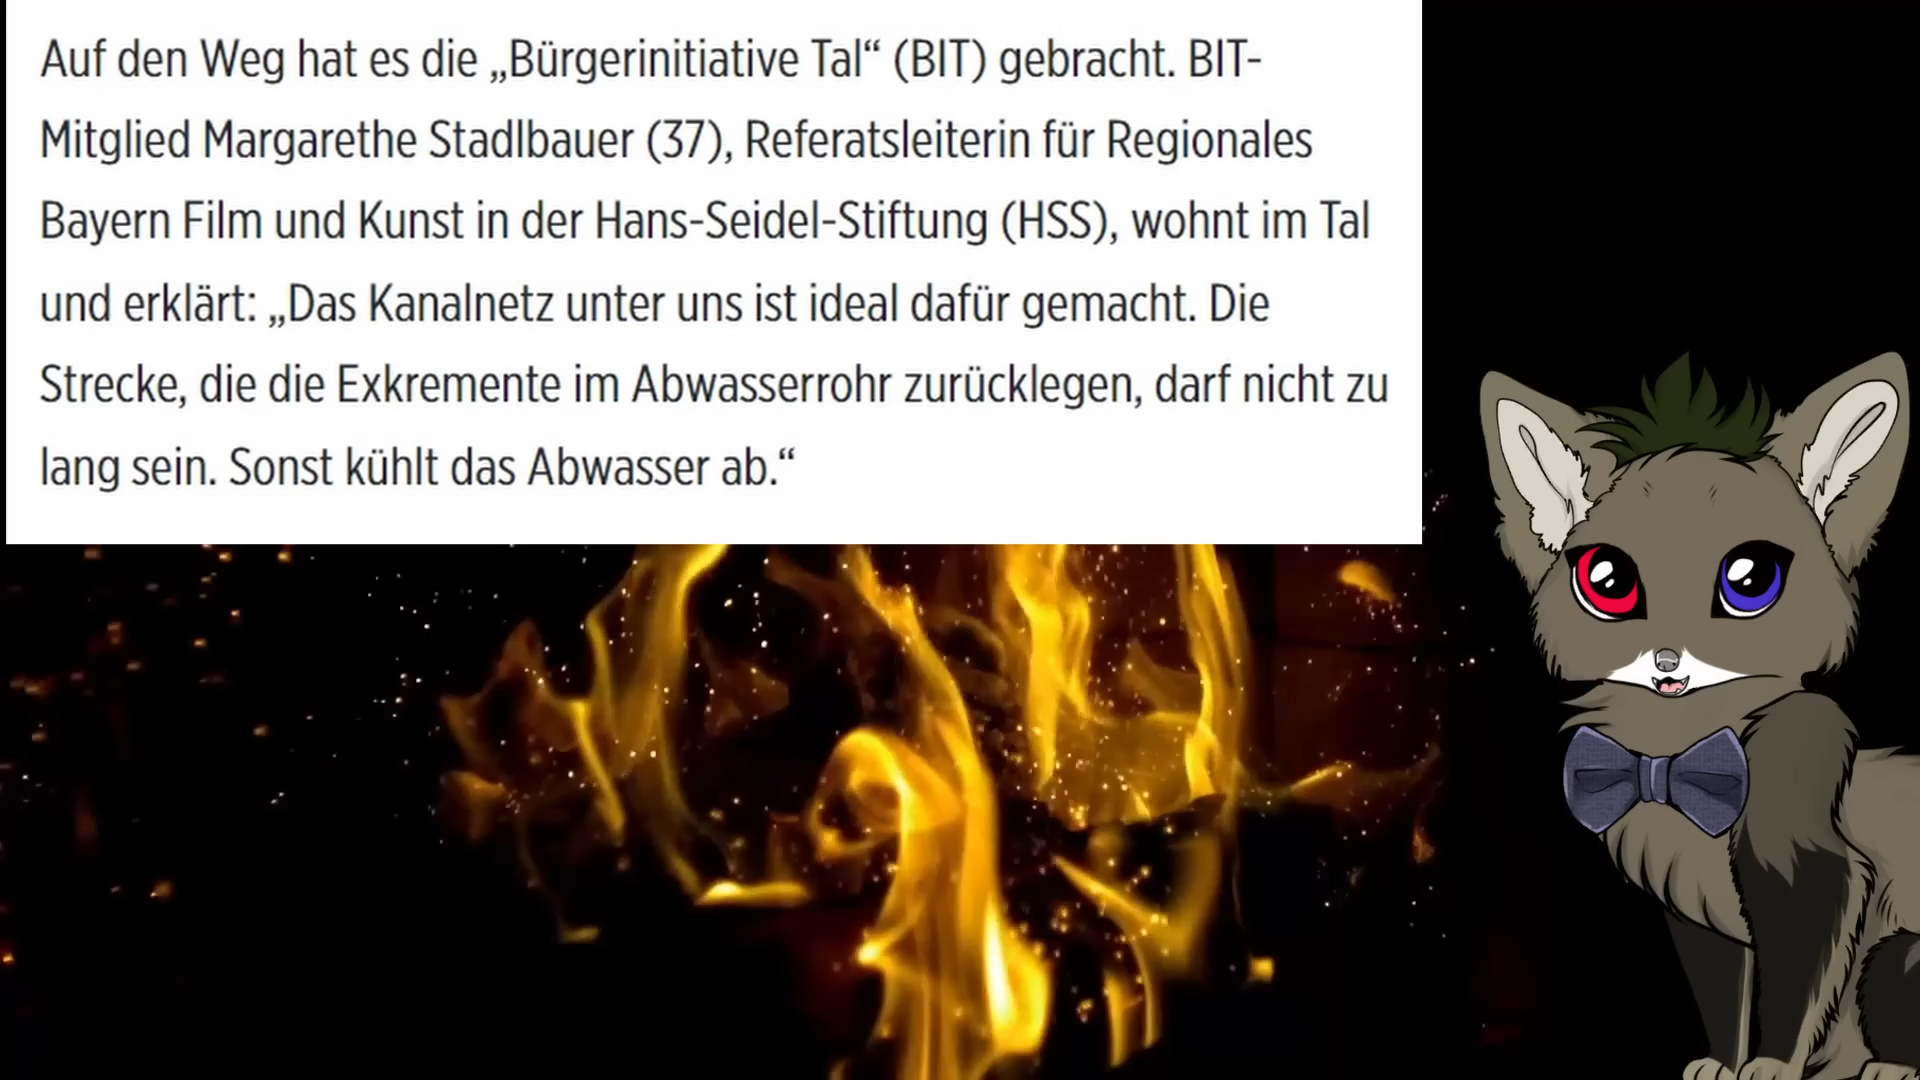 Auf den Weg hat es die „Bürgerinitiative Tal“ (BIT) gebracht. BIT-
Mitglied Margarethe Stadlbauer (37), Referatsleiterin für Regionales
Bayern Film und Kunst in der Hans-Seidel-Stiftung (HSS), wohnt im Tal
und erklärt: „Das Kanalnetz unter uns ist ideal dafür gemacht. Die
Strecke, die die Exkremente im Abwasserrohr zurücklegen, darf nicht zu
lang sein. Sonst kühlt das Abwasser ab.“